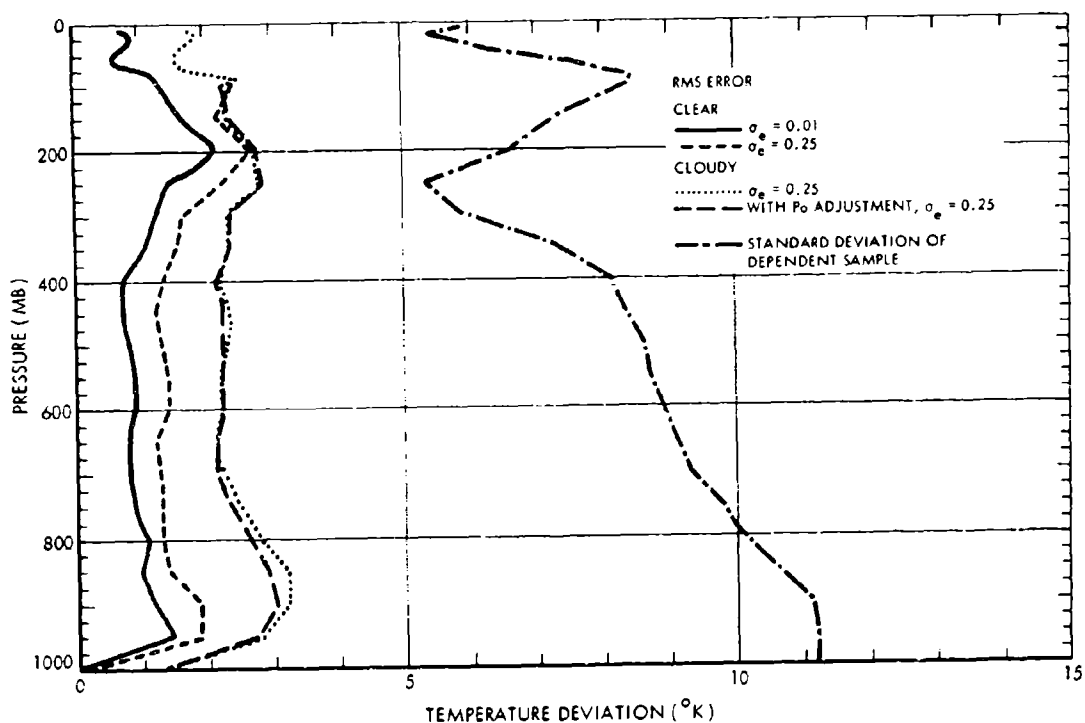 0
200
400
600
800
1000
PRESSURE (MB)
0
5
10
15
TEMPERATURE DEVIATION (°K)
RMS ERROR
CLEAR
σe = 0.01
σe = 0.25
CLOUDY
σe = 0.25
WITH Po ADJUSTMENT, σe = 0.25
STANDARD DEVIATION OF
DEPENDENT SAMPLE